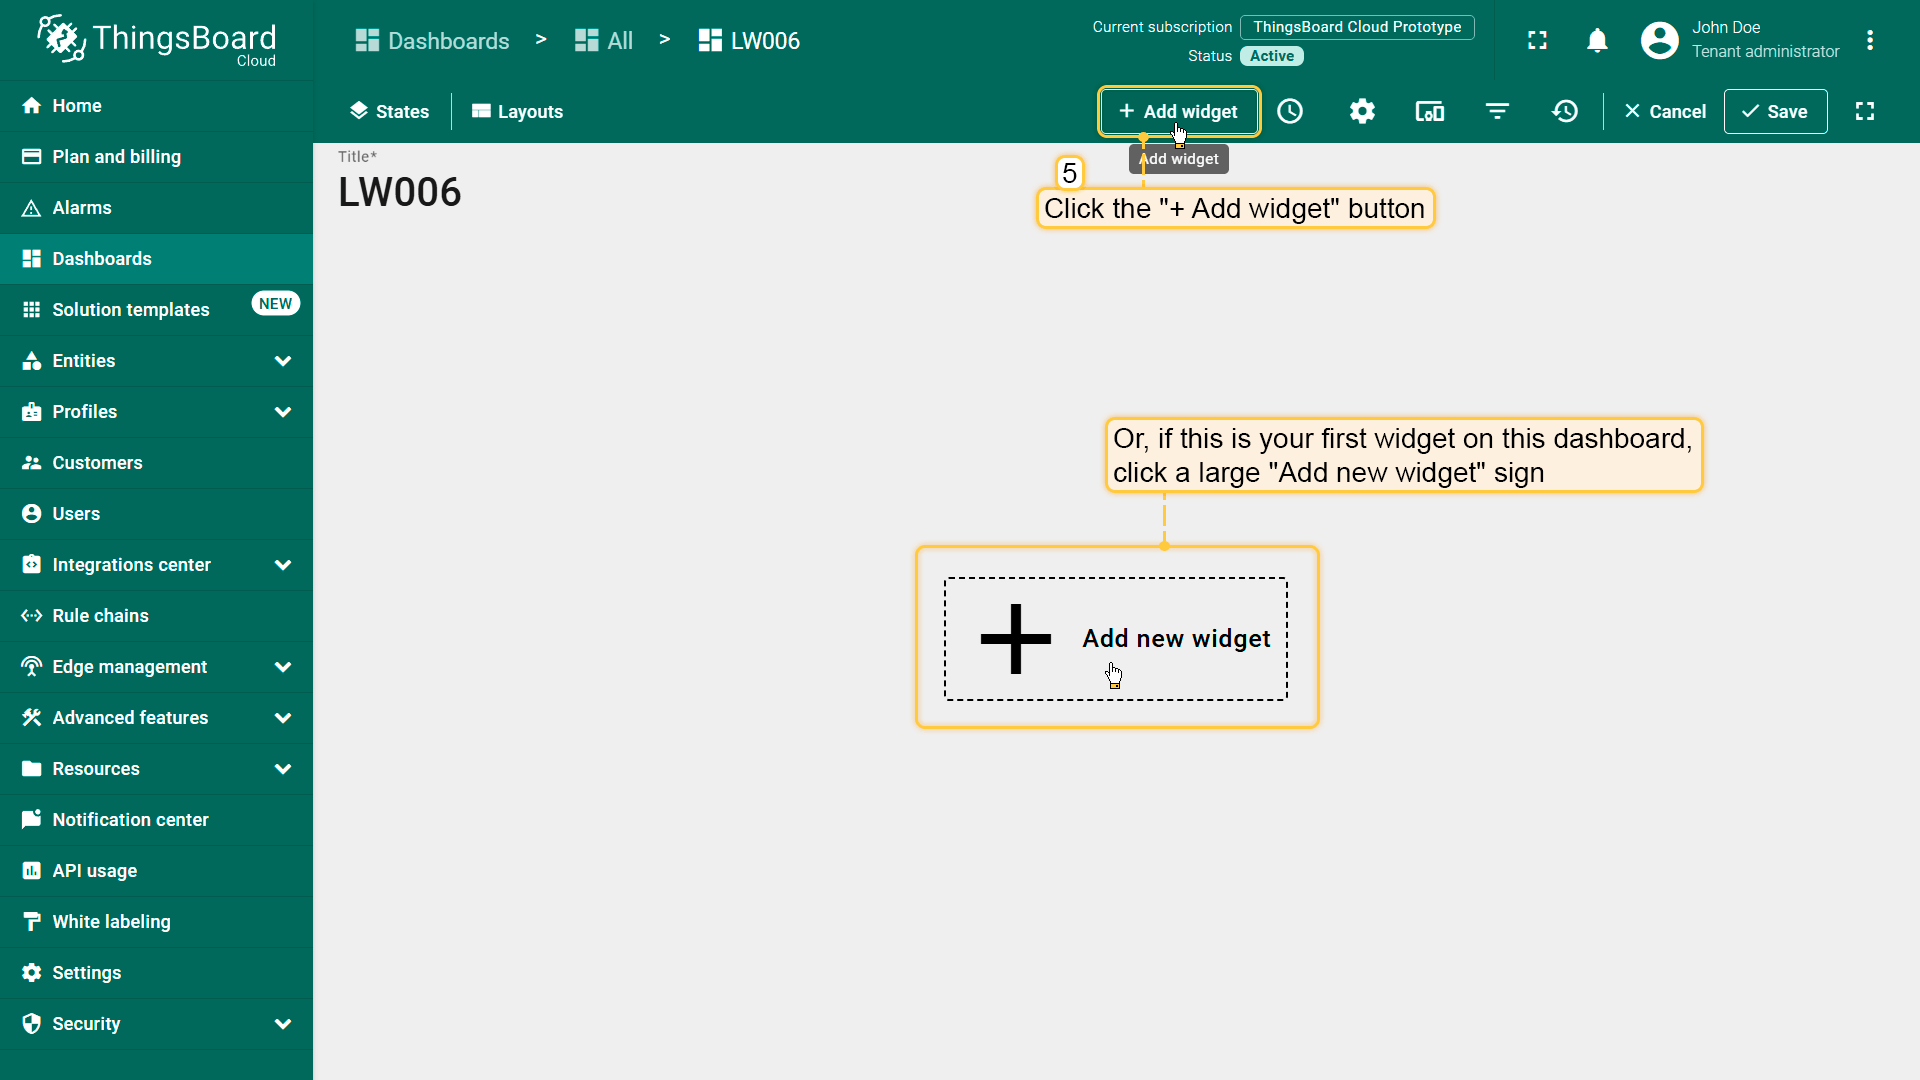 ThingsBoard
Cloud
Dashboards > All > LW006
Current subscription ThingsBoard Cloud Prototype
Status Active
John Doe
Tenant administrator
States
Layouts
+ Add widget
Cancel
Save
Home
Plan and billing
Alarms
Dashboards
Solution templates NEW
Entities
Profiles
Customers
Users
Integrations center
Rule chains
Edge management
Advanced features
Resources
Notification center
API usage
White labeling
Settings
Security
Title*
LW006
Add widget
5
Click the "+ Add widget" button
Or, if this is your first widget on this dashboard,
click a large "Add new widget" sign
Add new widget